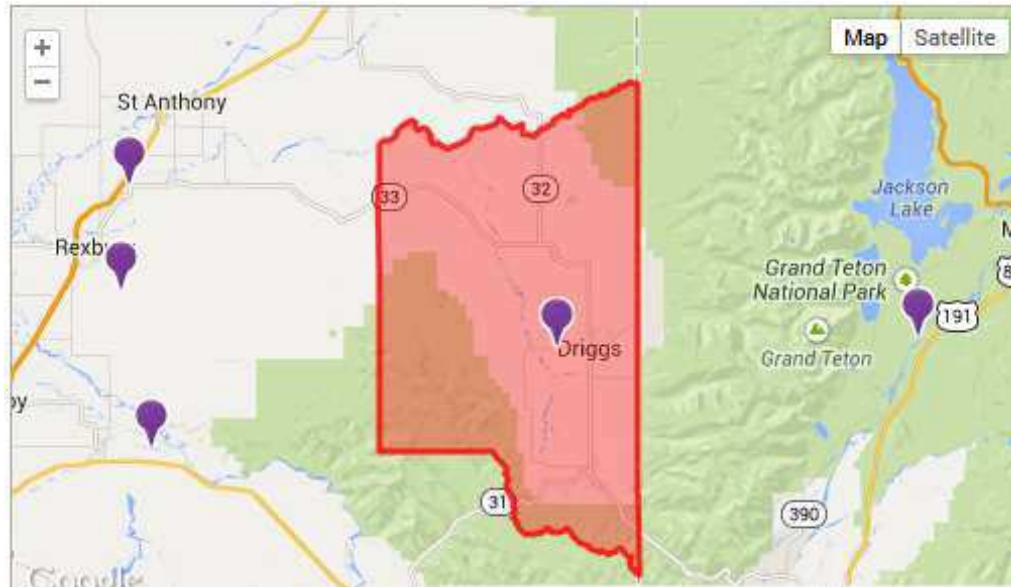 +
−
Map
Satellite
St Anthony
33
32
Jackson
Lake
Grand Teton
National Park
191
Driggs
Grand Teton
31
390
Google